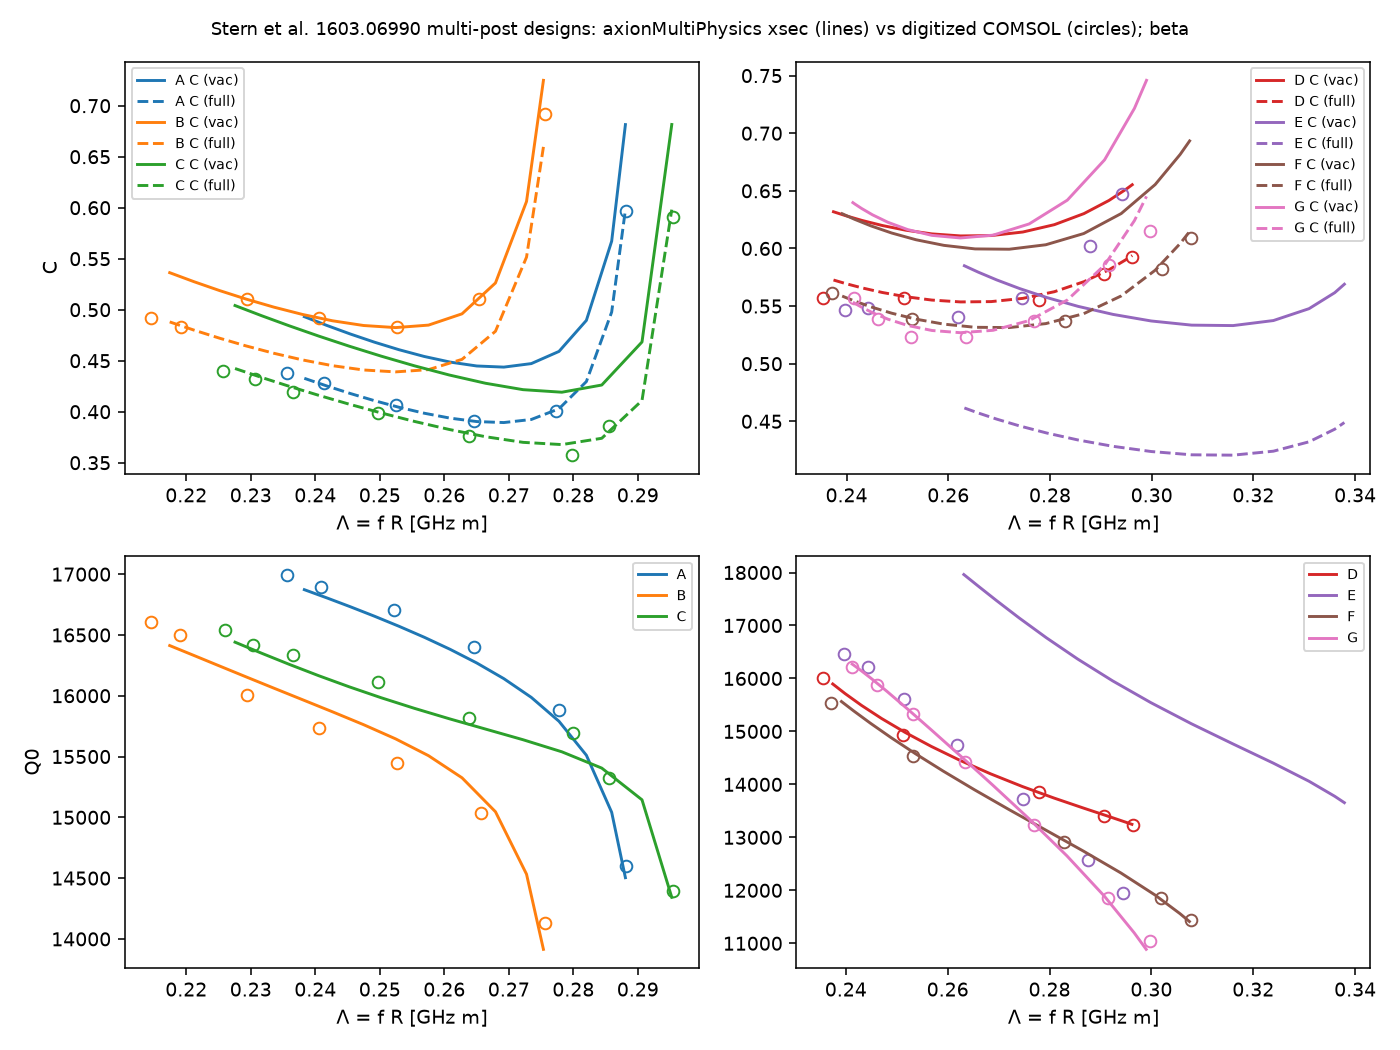 Stern et al. 1603.06990 multi-post designs: axionMultiPhysics xsec (lines) vs digitized COMSOL (circles); beta
C
0.70
0.65
0.60
0.55
0.50
0.45
0.40
0.35
A C (vac)
A C (full)
B C (vac)
B C (full)
C C (vac)
C C (full)
0.22 0.23 0.24 0.25 0.26 0.27 0.28 0.29
Λ = f R [GHz m]
0.75
0.70
0.65
0.60
0.55
0.50
0.45
D C (vac)
D C (full)
E C (vac)
E C (full)
F C (vac)
F C (full)
G C (vac)
G C (full)
0.24 0.26 0.28 0.30 0.32 0.34
Λ = f R [GHz m]
Q0
17000
16500
16000
15500
15000
14500
14000
A
B
C
0.22 0.23 0.24 0.25 0.26 0.27 0.28 0.29
Λ = f R [GHz m]
18000
17000
16000
15000
14000
13000
12000
11000
D
E
F
G
0.24 0.26 0.28 0.30 0.32 0.34
Λ = f R [GHz m]